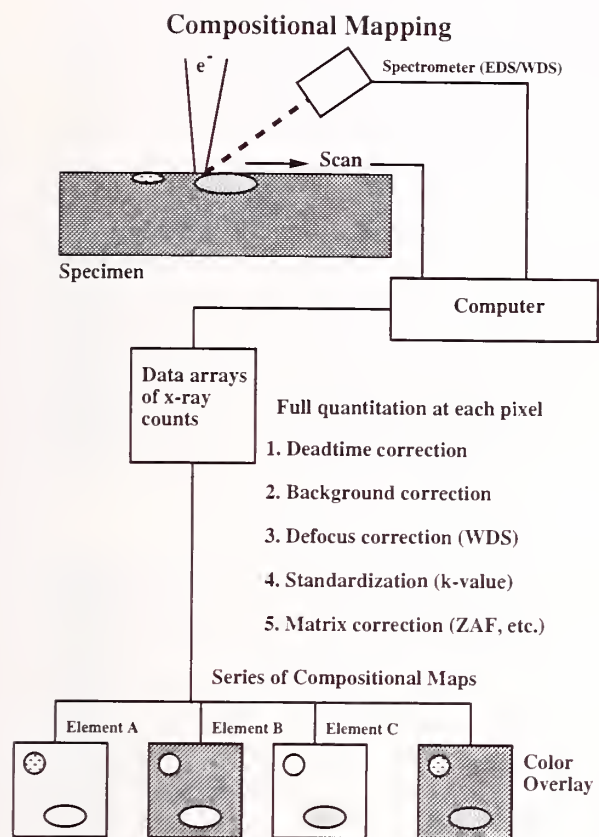 Compositional Mapping
e-
Spectrometer (EDS/WDS)
Scan
Specimen
Computer
Data arrays
of x-ray
counts
Full quantitation at each pixel
1. Deadtime correction
2. Background correction
3. Defocus correction (WDS)
4. Standardization (k-value)
5. Matrix correction (ZAF, etc.)
Series of Compositional Maps
Element A
Element B
Element C
Color
Overlay